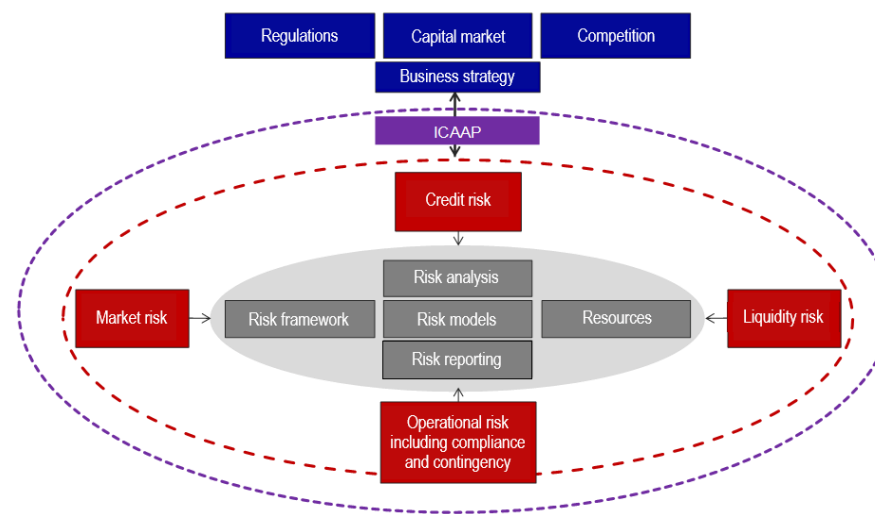 Regulations
Capital market
Competition
Business strategy
ICAAP
Credit risk
Risk analysis
Market risk
Risk framework
Risk models
Resources
Liquidity risk
Risk reporting
Operational risk
including compliance
and contingency